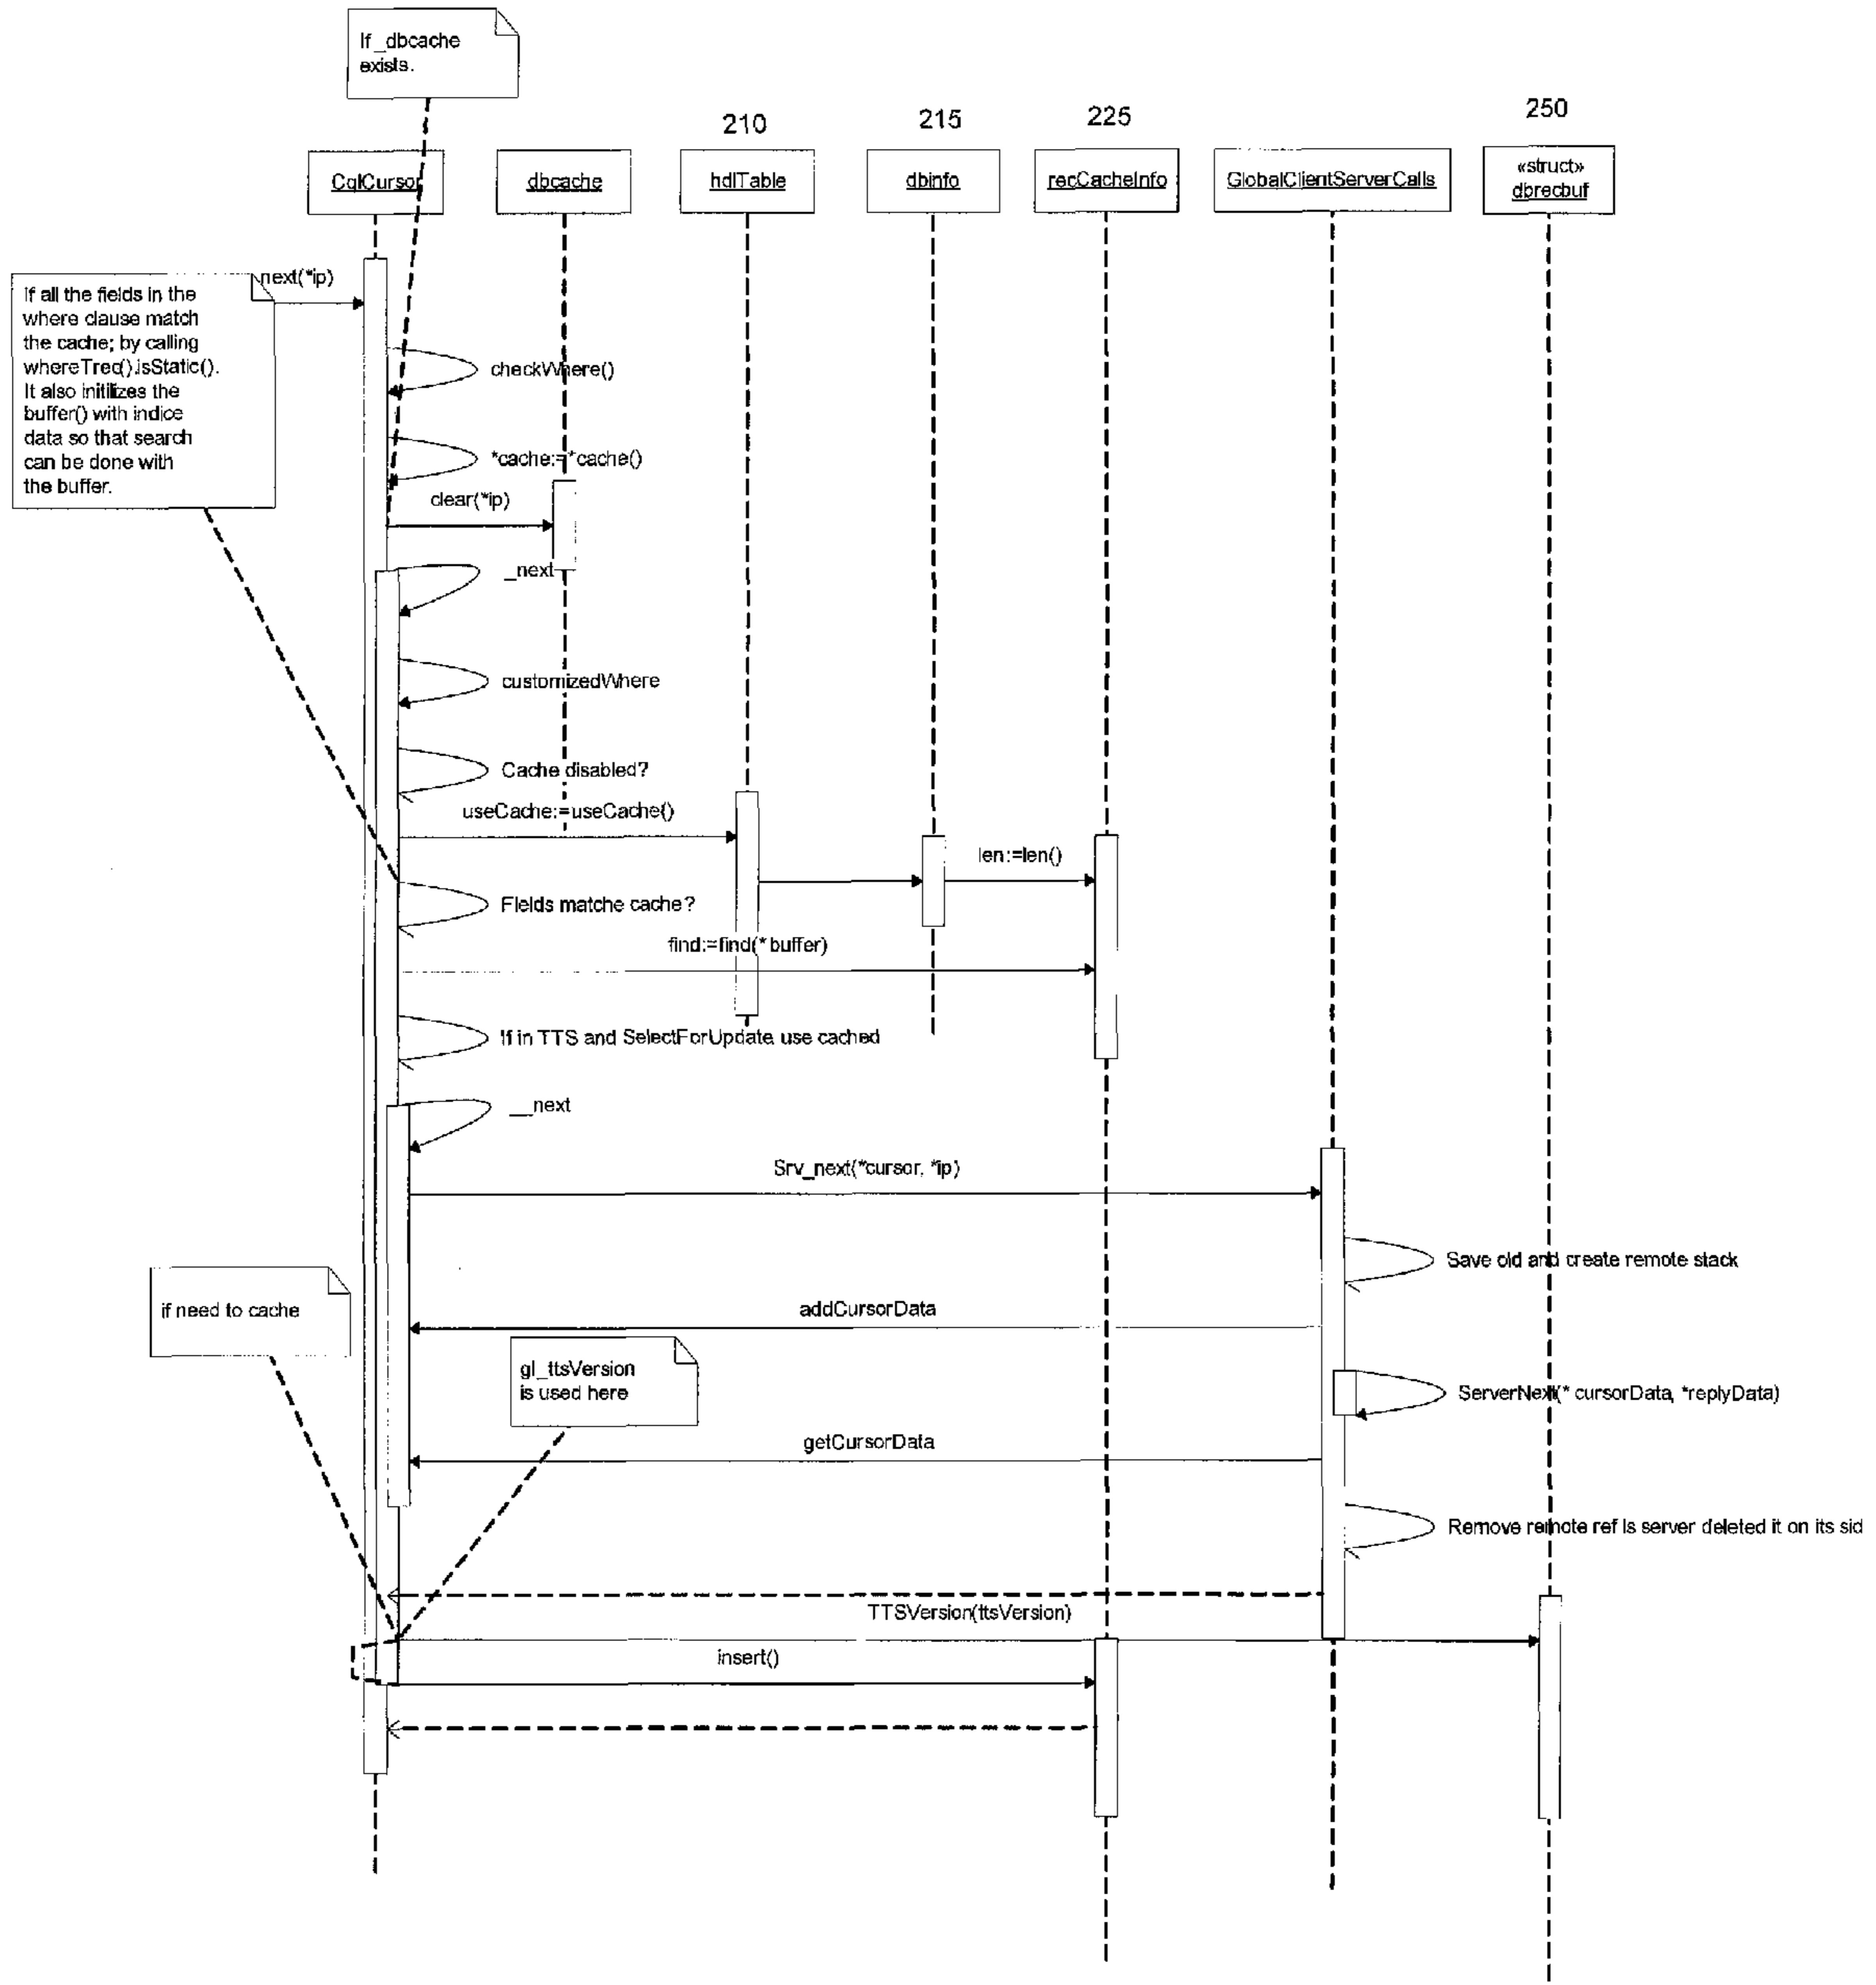 If _dbcache
exists.
210
215
225
250
CqlCursor
dbcache
hdlTable
dbinfo
recCacheInfo
GlobalClientServerCalls
«struct»
dbrecbuf
next(*ip)
If all the fields in the
where clause match
the cache; by calling
whereTree().isStatic().
It also initilizes the
buffer() with indice
data so that search
can be done with
the buffer.
checkWhere()
*cache:=*cache()
clear(*ip)
_next
customizedWhere
Cache disabled?
useCache:=useCache()
len:=len()
Fields matche cache?
find:=find(*buffer)
If in TTS and SelectForUpdate use cached
__next
Srv_next(*cursor, *ip)
Save old and create remote stack
if need to cache
addCursorData
gl_ttsVersion
is used here
ServerNext(* cursorData, *replyData)
getCursorData
Remove remote ref Is server deleted it on its sid
TTSVersion(ttsVersion)
insert()